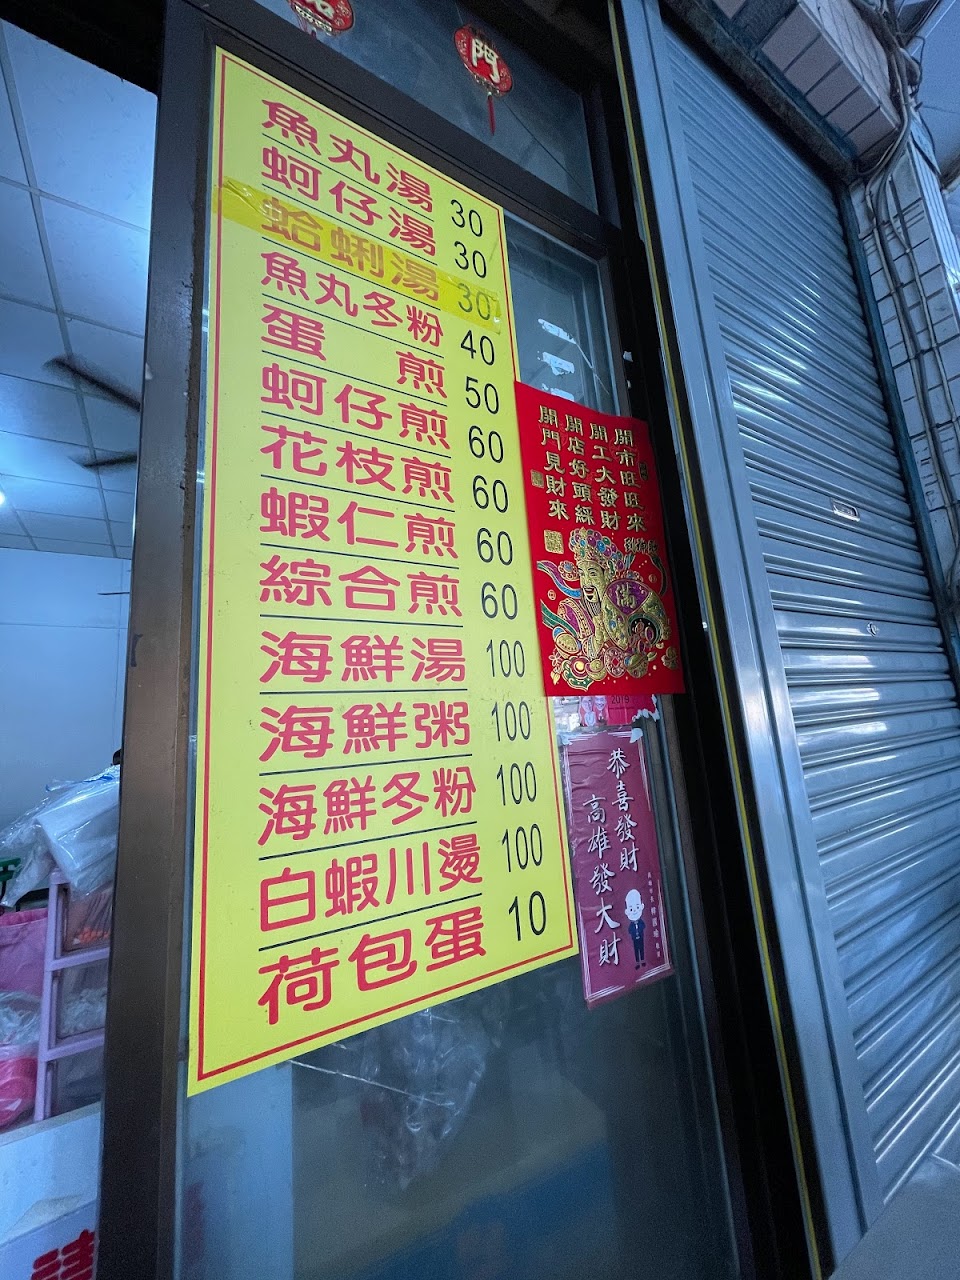 門
魚丸湯 30
蚵仔湯 30
蛤蜊湯 30
魚丸冬粉 40
蛋煎 50
蚵仔煎 60
花枝煎 60
蝦仁煎 60
綜合煎 60
海鮮湯 100
海鮮粥 100
海鮮冬粉 100
白蝦川燙 100
荷包蛋 10
開市旺旺來
開工大發財
開店好頭綵
開門見財來
滿
恭喜發財
高雄發大財
請